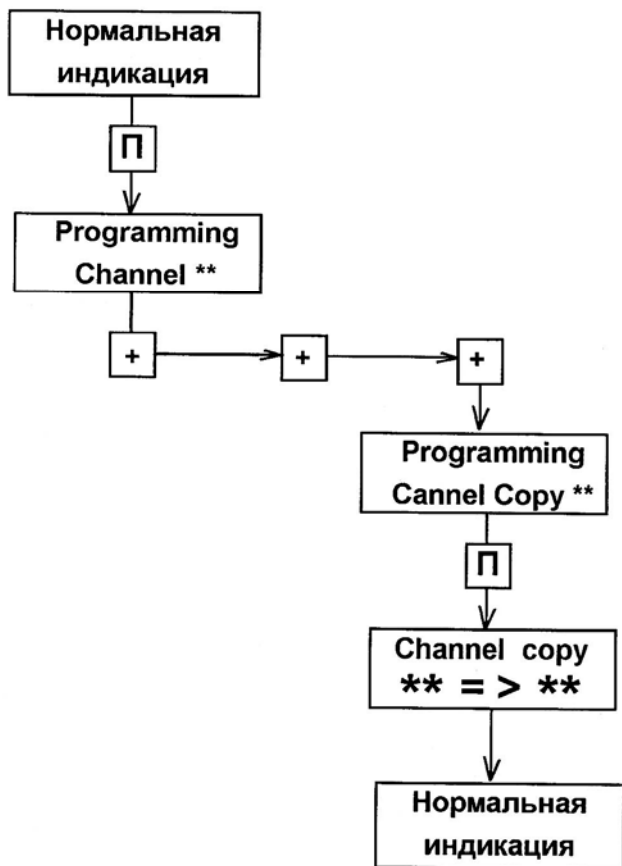 Нормальная
индикация
П
Programming
Channel **
+ + +
Programming
Cannel Copy **
П
Channel copy
** = > **
Нормальная
индикация